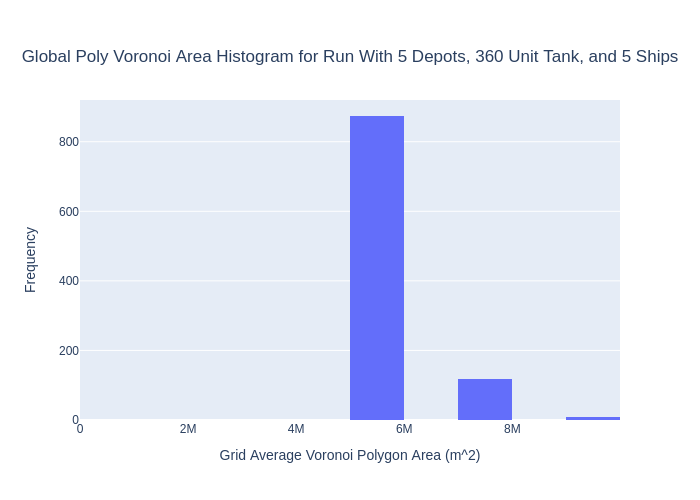 Global Poly Voronoi Area Histogram for Run With 5 Depots, 360 Unit Tank, and 5 Ships
800
600
400
200
0
Frequency
0 2M 4M 6M 8M
Grid Average Voronoi Polygon Area (m^2)